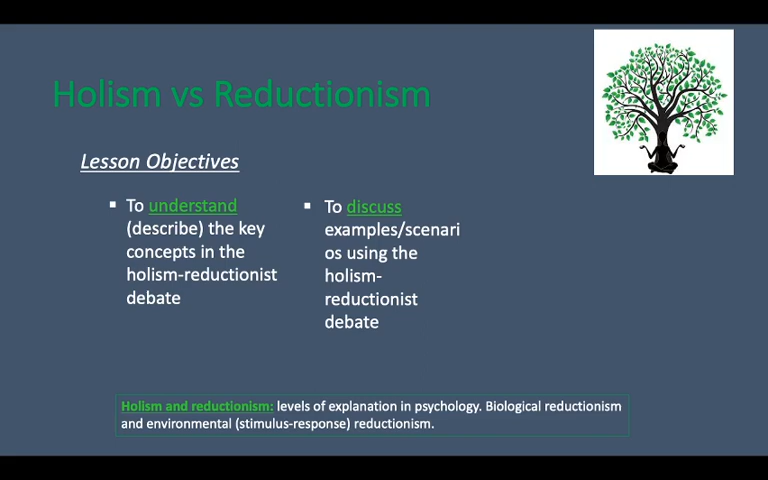 Holism vs Reductionism
Lesson Objectives
▪ To understand
(describe) the key
concepts in the
holism-reductionist
debate
▪ To discuss
examples/scenari
os using the
holism-
reductionist
debate
Holism and reductionism: levels of explanation in psychology. Biological reductionism
and environmental (stimulus-response) reductionism.